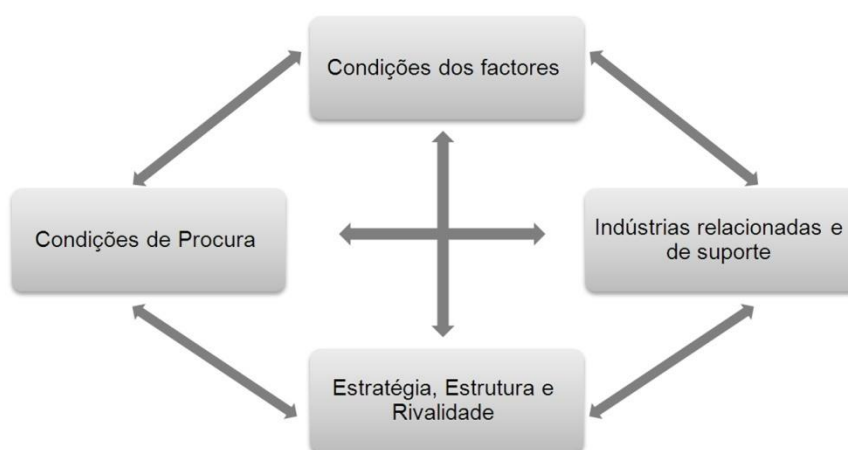 Condições dos factores
Condições de Procura
Indústrias relacionadas e
de suporte
Estratégia, Estrutura e
Rivalidade